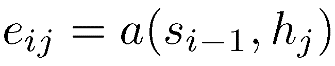 e_{ij} = a(s_{i-1}, h_j)